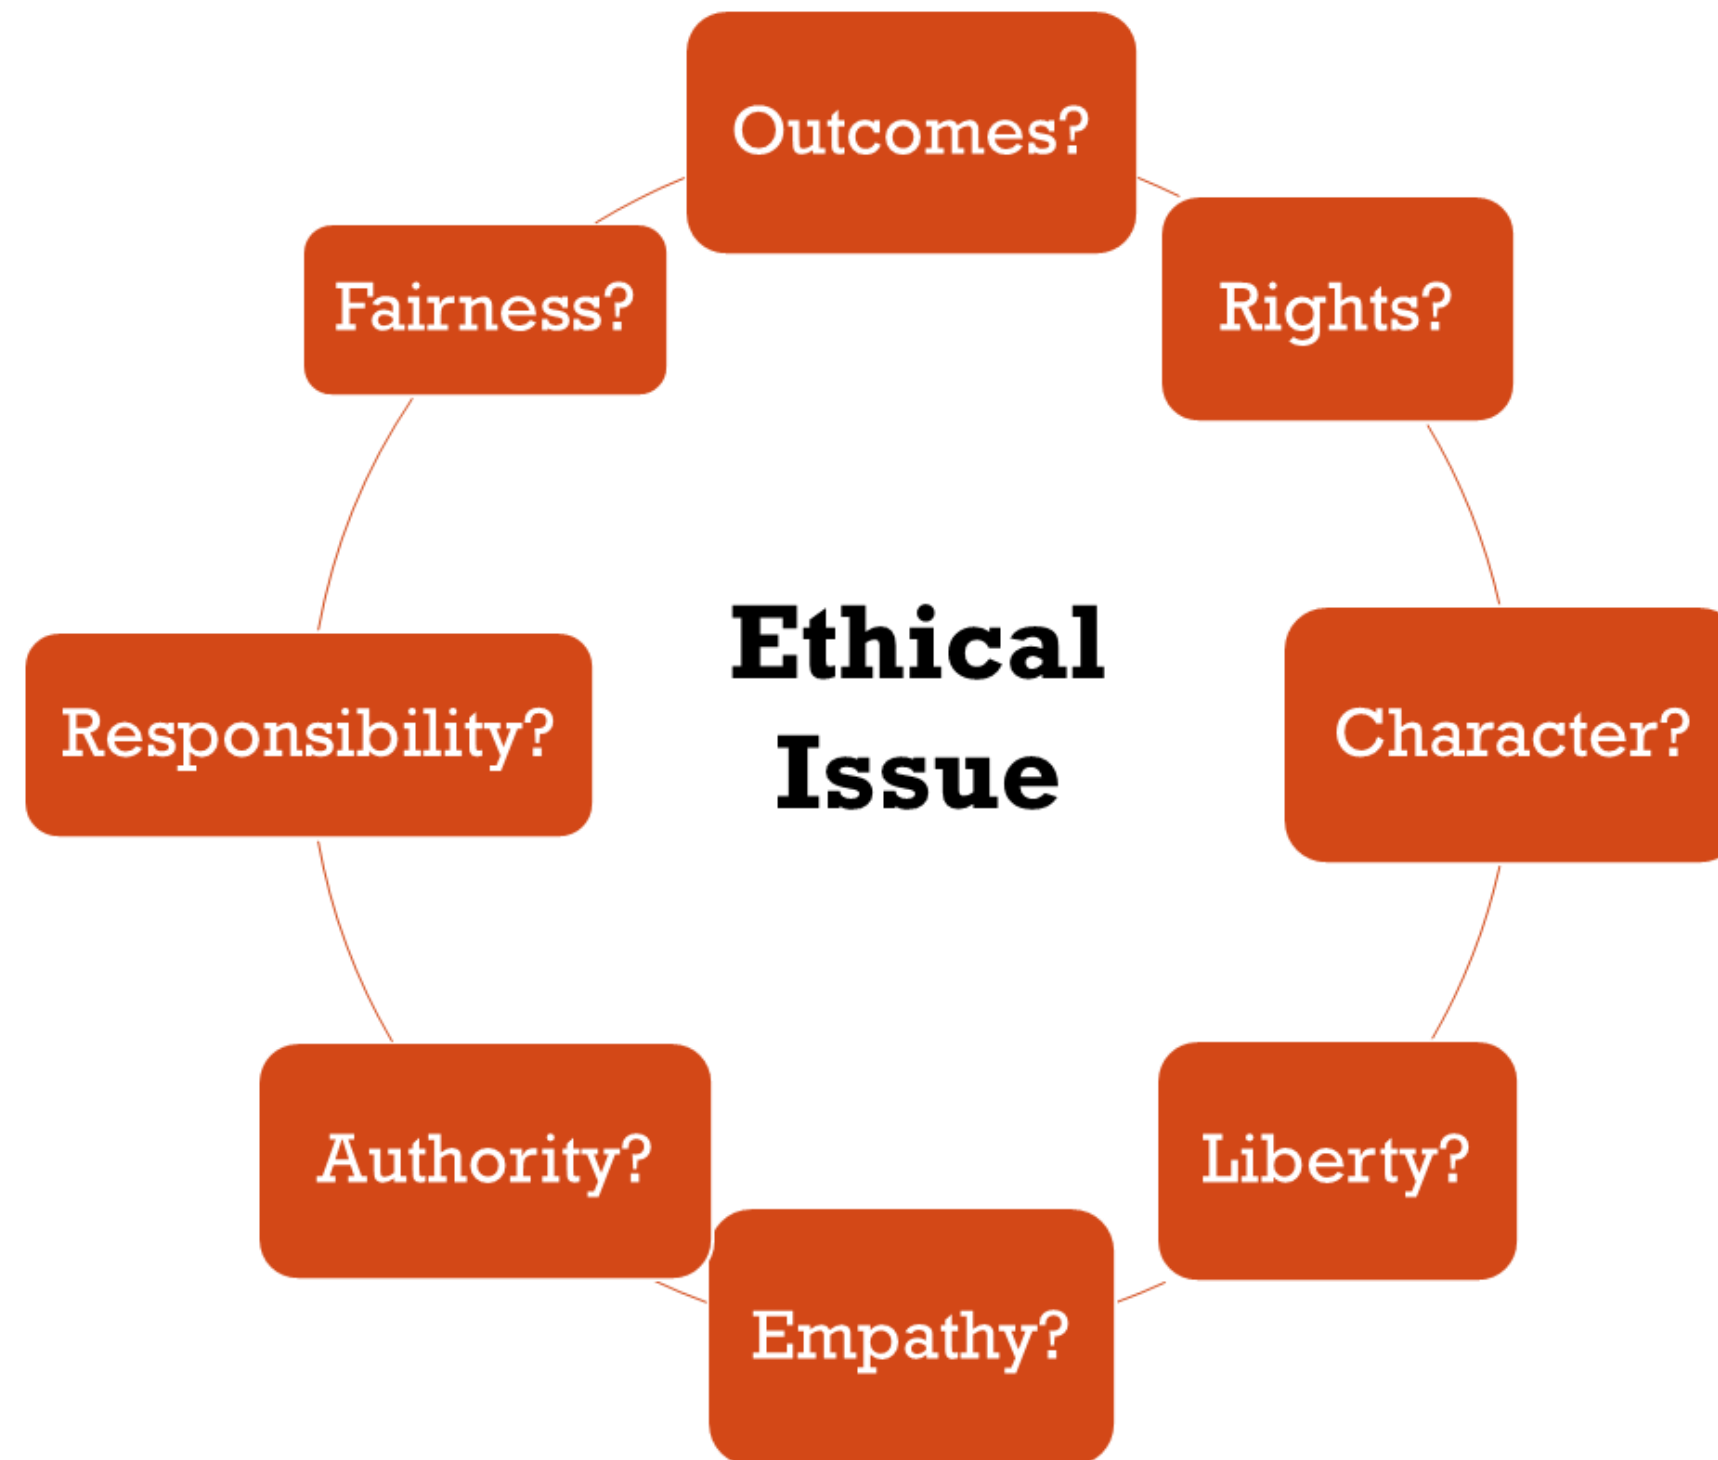 Outcomes?
Rights?
Character?
Liberty?
Empathy?
Authority?
Responsibility?
Fairness?
Ethical
Issue